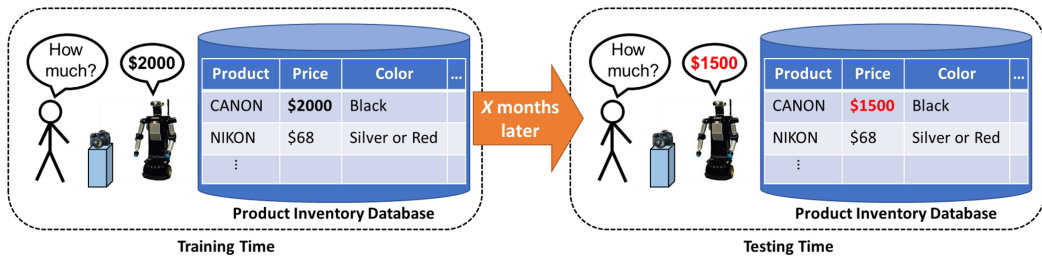 How
much?
$2000
Product Price Color ...
CANON $2000 Black
NIKON $68 Silver or Red
⋮
Product Inventory Database
Training Time
X months
later
How
much?
$1500
Product Price Color ...
CANON $1500 Black
NIKON $68 Silver or Red
⋮
Product Inventory Database
Testing Time